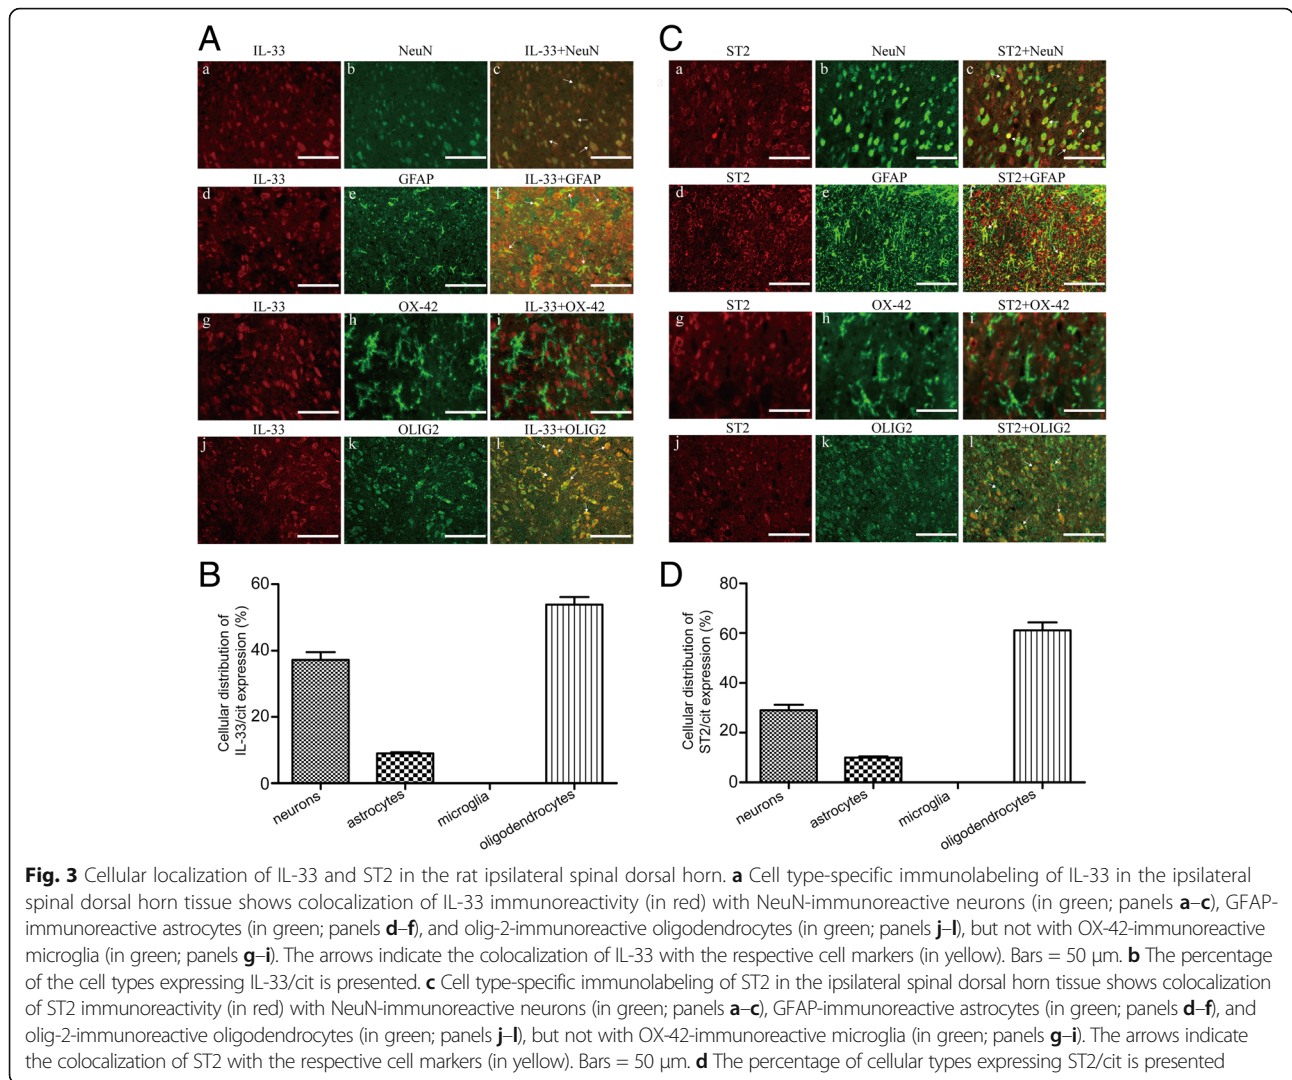 A
IL-33 NeuN IL-33+NeuN
a b c
IL-33 GFAP IL-33+GFAP
d e f
IL-33 OX-42 IL-33+OX-42
g h i
IL-33 OLIG2 IL-33+OLIG2
j k l
C
ST2 NeuN ST2+NeuN
a b c
ST2 GFAP ST2+GFAP
d e f
ST2 OX-42 ST2+OX-42
g h i
ST2 OLIG2 ST2+OLIG2
j k l
B
Cellular distribution of
IL-33/cit expression (%)
60
40
20
0
neurons astrocytes microglia oligodendrocytes
D
Cellular distribution of
ST2/cit expression (%)
80
60
40
20
0
neurons astrocytes microglia oligodendrocytes
Fig. 3 Cellular localization of IL-33 and ST2 in the rat ipsilateral spinal dorsal horn. a Cell type-specific immunolabeling of IL-33 in the ipsilateral
spinal dorsal horn tissue shows colocalization of IL-33 immunoreactivity (in red) with NeuN-immunoreactive neurons (in green; panels a–c), GFAP-
immunoreactive astrocytes (in green; panels d–f), and olig-2-immunoreactive oligodendrocytes (in green; panels j–l), but not with OX-42-immunoreactive
microglia (in green; panels g–i). The arrows indicate the colocalization of IL-33 with the respective cell markers (in yellow). Bars = 50 μm. b The percentage
of the cell types expressing IL-33/cit is presented. c Cell type-specific immunolabeling of ST2 in the ipsilateral spinal dorsal horn tissue shows colocalization
of ST2 immunoreactivity (in red) with NeuN-immunoreactive neurons (in green; panels a–c), GFAP-immunoreactive astrocytes (in green; panels d–f), and
olig-2-immunoreactive oligodendrocytes (in green; panels j–l), but not with OX-42-immunoreactive microglia (in green; panels g–i). The arrows indicate
the colocalization of ST2 with the respective cell markers (in yellow). Bars = 50 μm. d The percentage of cellular types expressing ST2/cit is presented